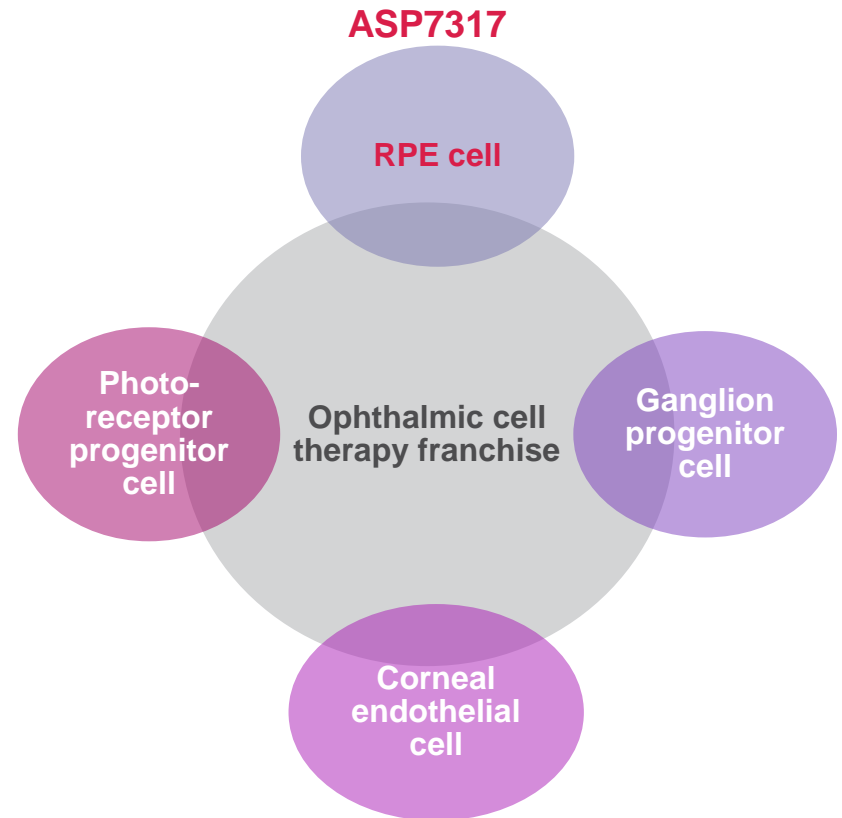 ASP7317
RPE cell
Photo-
receptor
progenitor
cell
Ophthalmic cell
therapy franchise
Ganglion
progenitor
cell
Corneal
endothelial
cell